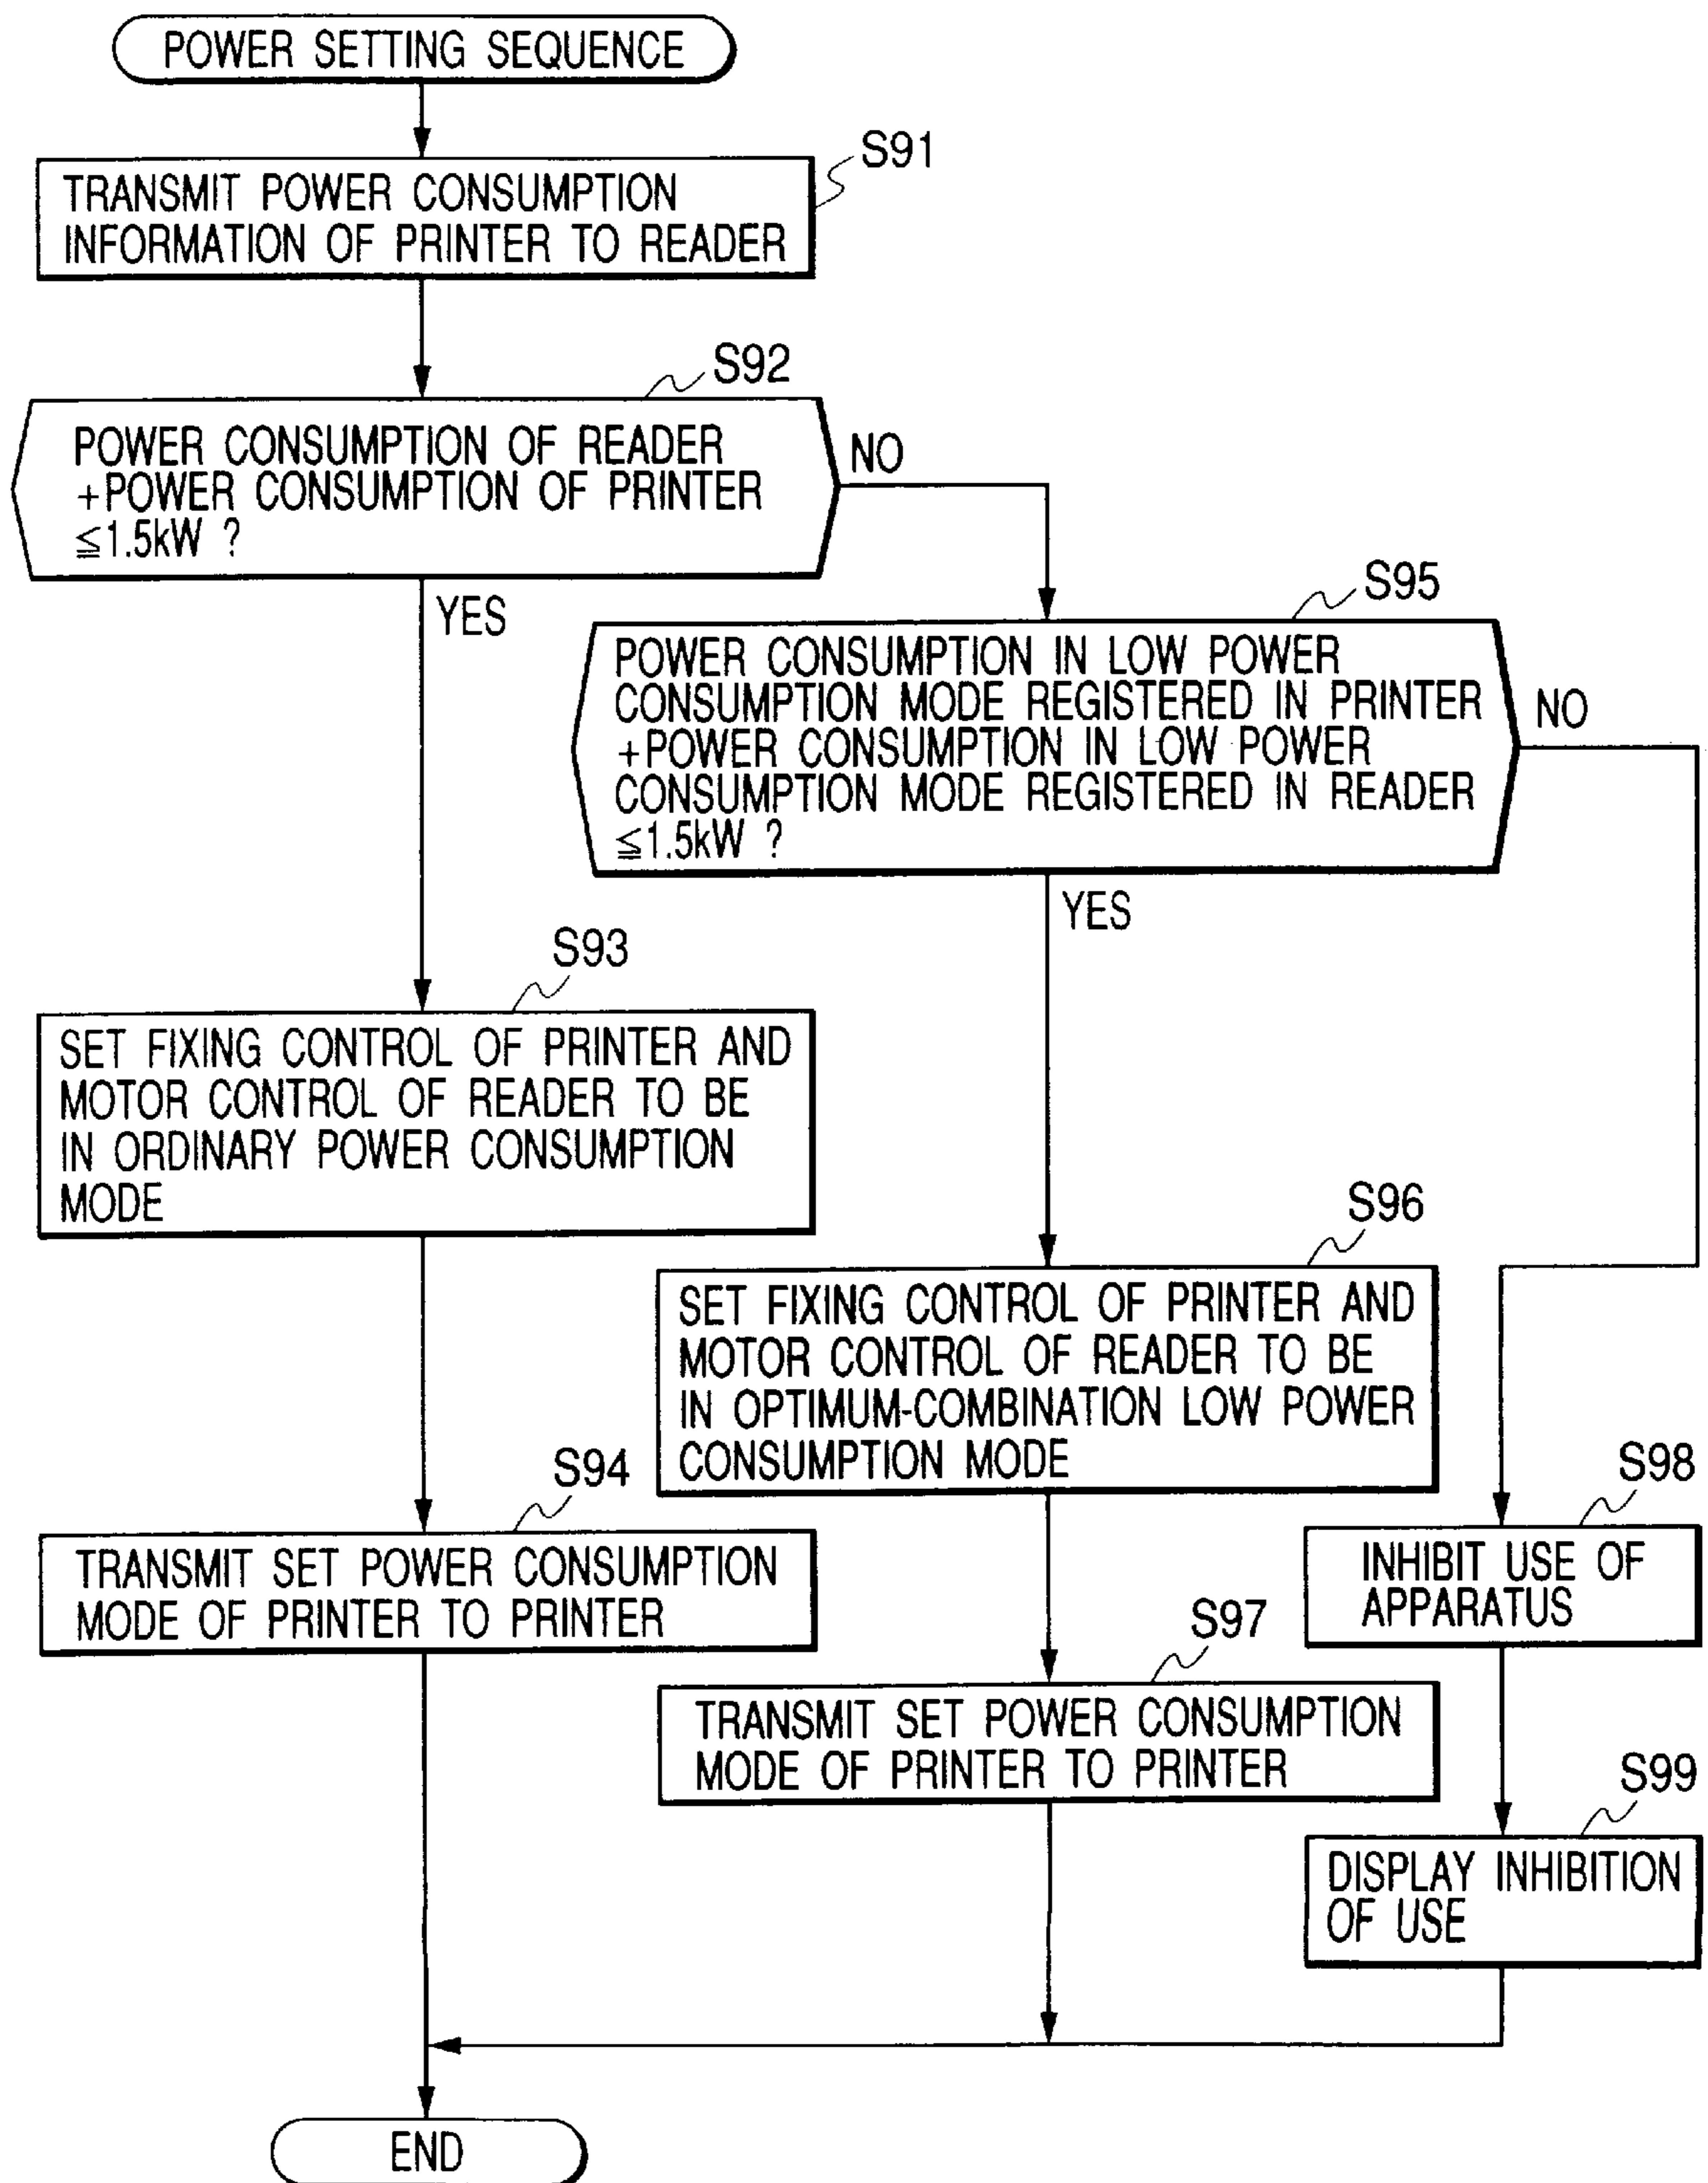 POWER SETTING SEQUENCE
S91
TRANSMIT POWER CONSUMPTION
INFORMATION OF PRINTER TO READER
S92
POWER CONSUMPTION OF READER
+POWER CONSUMPTION OF PRINTER
≦1.5kW ?
NO
YES
S95
POWER CONSUMPTION IN LOW POWER
CONSUMPTION MODE REGISTERED IN PRINTER
+POWER CONSUMPTION IN LOW POWER
CONSUMPTION MODE REGISTERED IN READER
≦1.5kW ?
NO
YES
S93
SET FIXING CONTROL OF PRINTER AND
MOTOR CONTROL OF READER TO BE
IN ORDINARY POWER CONSUMPTION
MODE
S96
SET FIXING CONTROL OF PRINTER AND
MOTOR CONTROL OF READER TO BE
IN OPTIMUM-COMBINATION LOW POWER
CONSUMPTION MODE
S94
TRANSMIT SET POWER CONSUMPTION
MODE OF PRINTER TO PRINTER
S98
INHIBIT USE OF
APPARATUS
S97
TRANSMIT SET POWER CONSUMPTION
MODE OF PRINTER TO PRINTER
S99
DISPLAY INHIBITION
OF USE
END